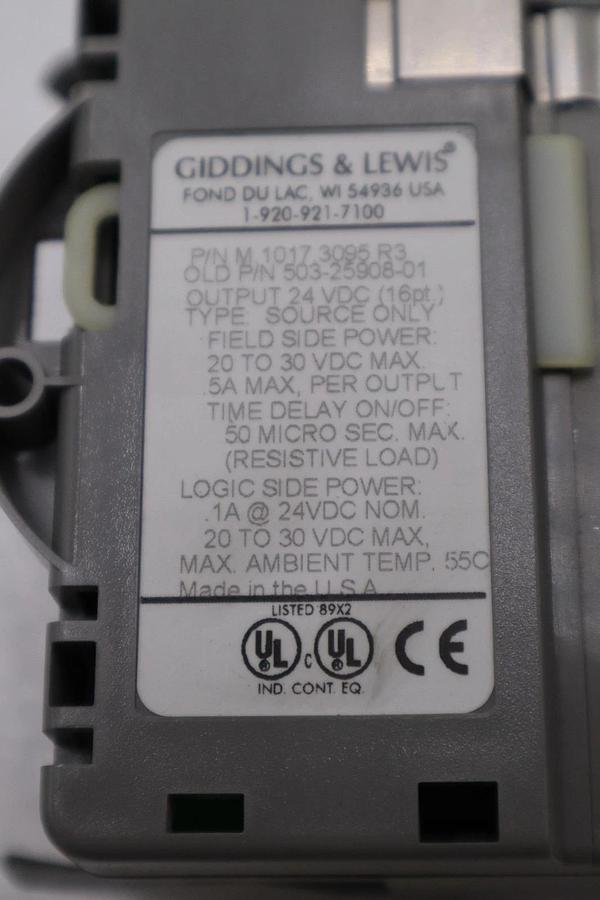 GIDDINGS & LEWIS®
FOND DU LAC, WI 54936 USA
1-920-921-7100
P/N M.1017.3095 R3
OLD P/N 503-25908-01
OUTPUT 24 VDC (16pt.)
TYPE: SOURCE ONLY
FIELD SIDE POWER:
20 TO 30 VDC MAX.
.5A MAX, PER OUTPUT
TIME DELAY ON/OFF:
50 MICRO SEC. MAX.
(RESISTIVE LOAD)
LOGIC SIDE POWER:
.1A @ 24VDC NOM.
20 TO 30 VDC MAX,
MAX. AMBIENT TEMP. 55C
Made in the U.S.A.
LISTED 89X2
UL® C UL® CE
IND. CONT. EQ.